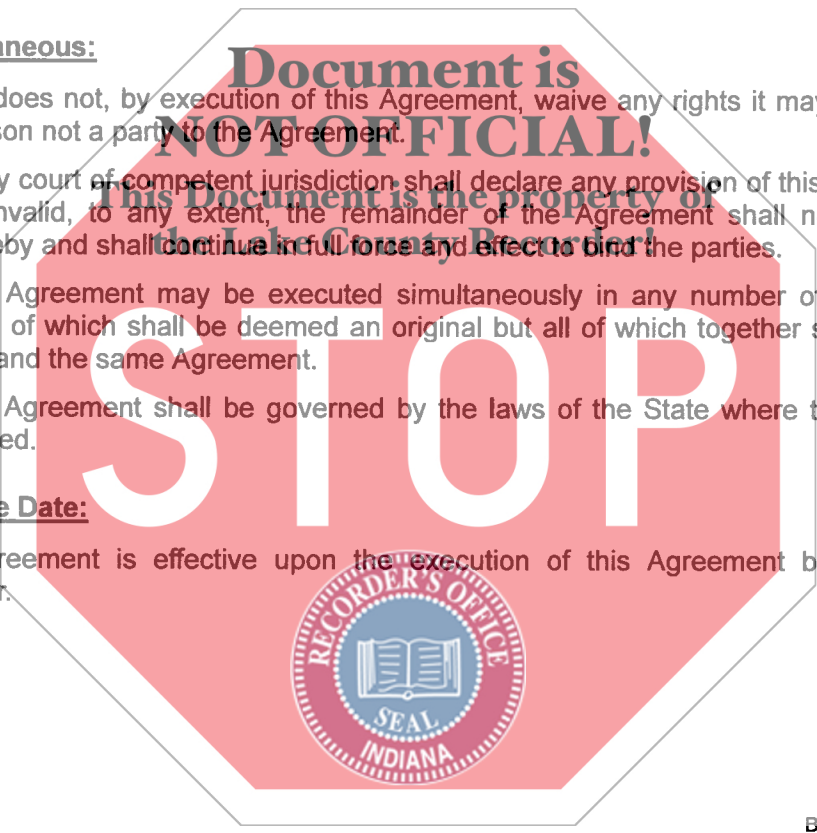 aneous:
Document is
does not, by execution of this Agreement, waive any rights it may
son not a party to the Agreement.
NOT OFFICIAL!
y court of competent jurisdiction shall declare any provision of this
This Document is the property of
nvalid, to any extent, the remainder of the Agreement shall n
eby and shall continue in full force and effect to bind the parties.
the Lake County Recorder!
Agreement may be executed simultaneously in any number of
of which shall be deemed an original but all of which together s
and the same Agreement.
STOP
Agreement shall be governed by the laws of the State where t
ed.
e Date:
reement is effective upon the execution of this Agreement b
r.
RECORDER'S OFFICE
SEAL
INDIANA
B